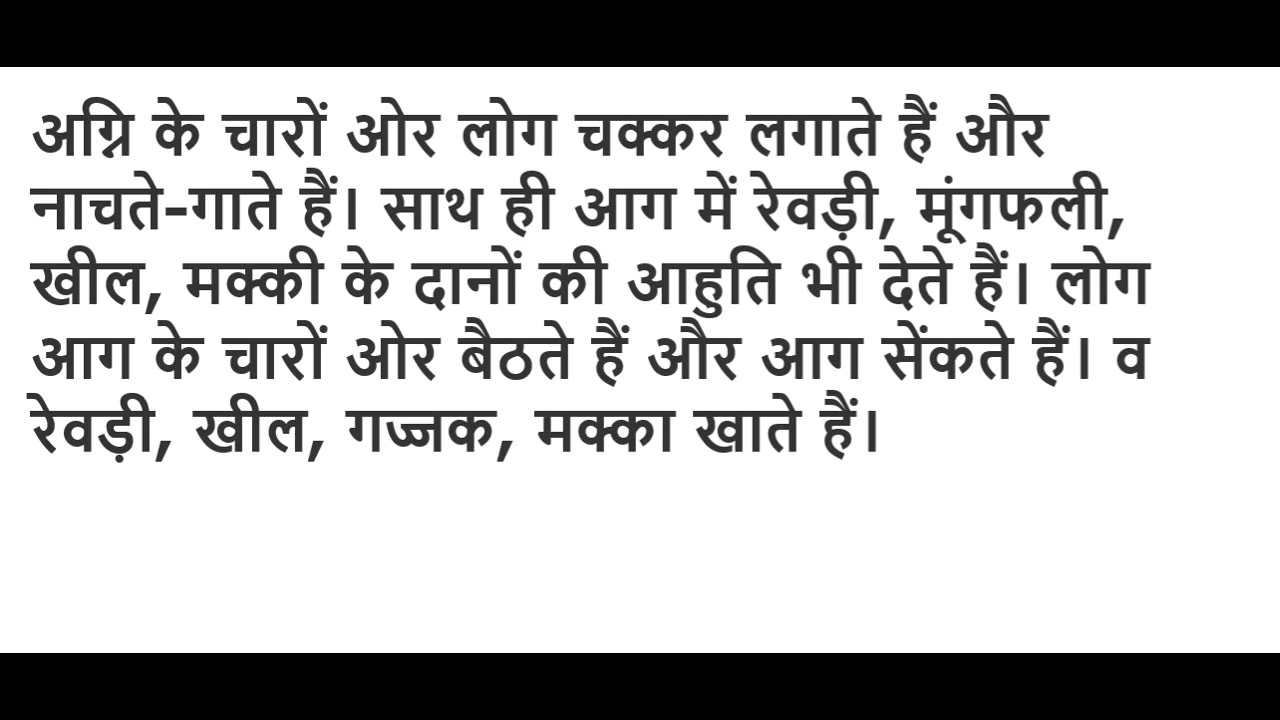 अग्नि के चारों ओर लोग चक्कर लगाते हैं और
नाचते-गाते हैं। साथ ही आग में रेवड़ी, मूंगफली,
खील, मक्की के दानों की आहुति भी देते हैं। लोग
आग के चारों ओर बैठते हैं और आग सेंकते हैं। व
रेवड़ी, खील, गज्जक, मक्का खाते हैं।